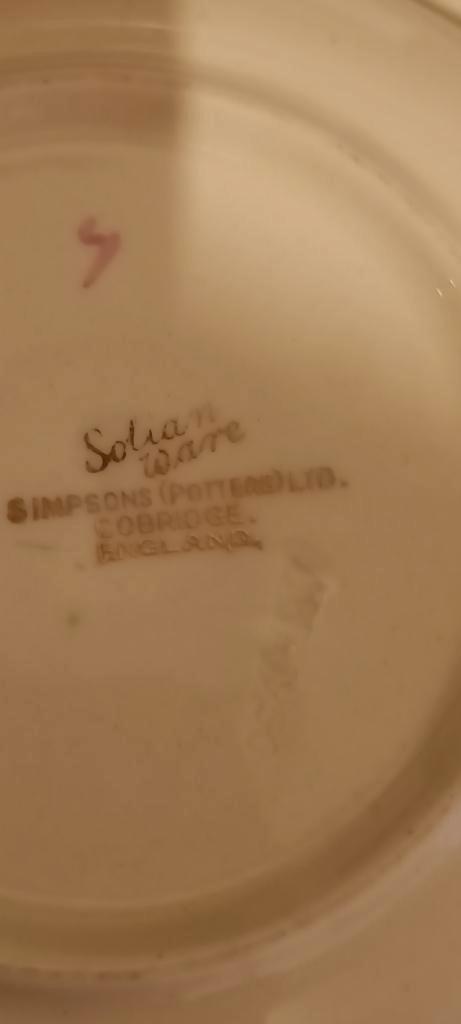 Solian
ware
SIMPSONS (POTTERS) LTD.
COBRIDGE.
ENGLAND.